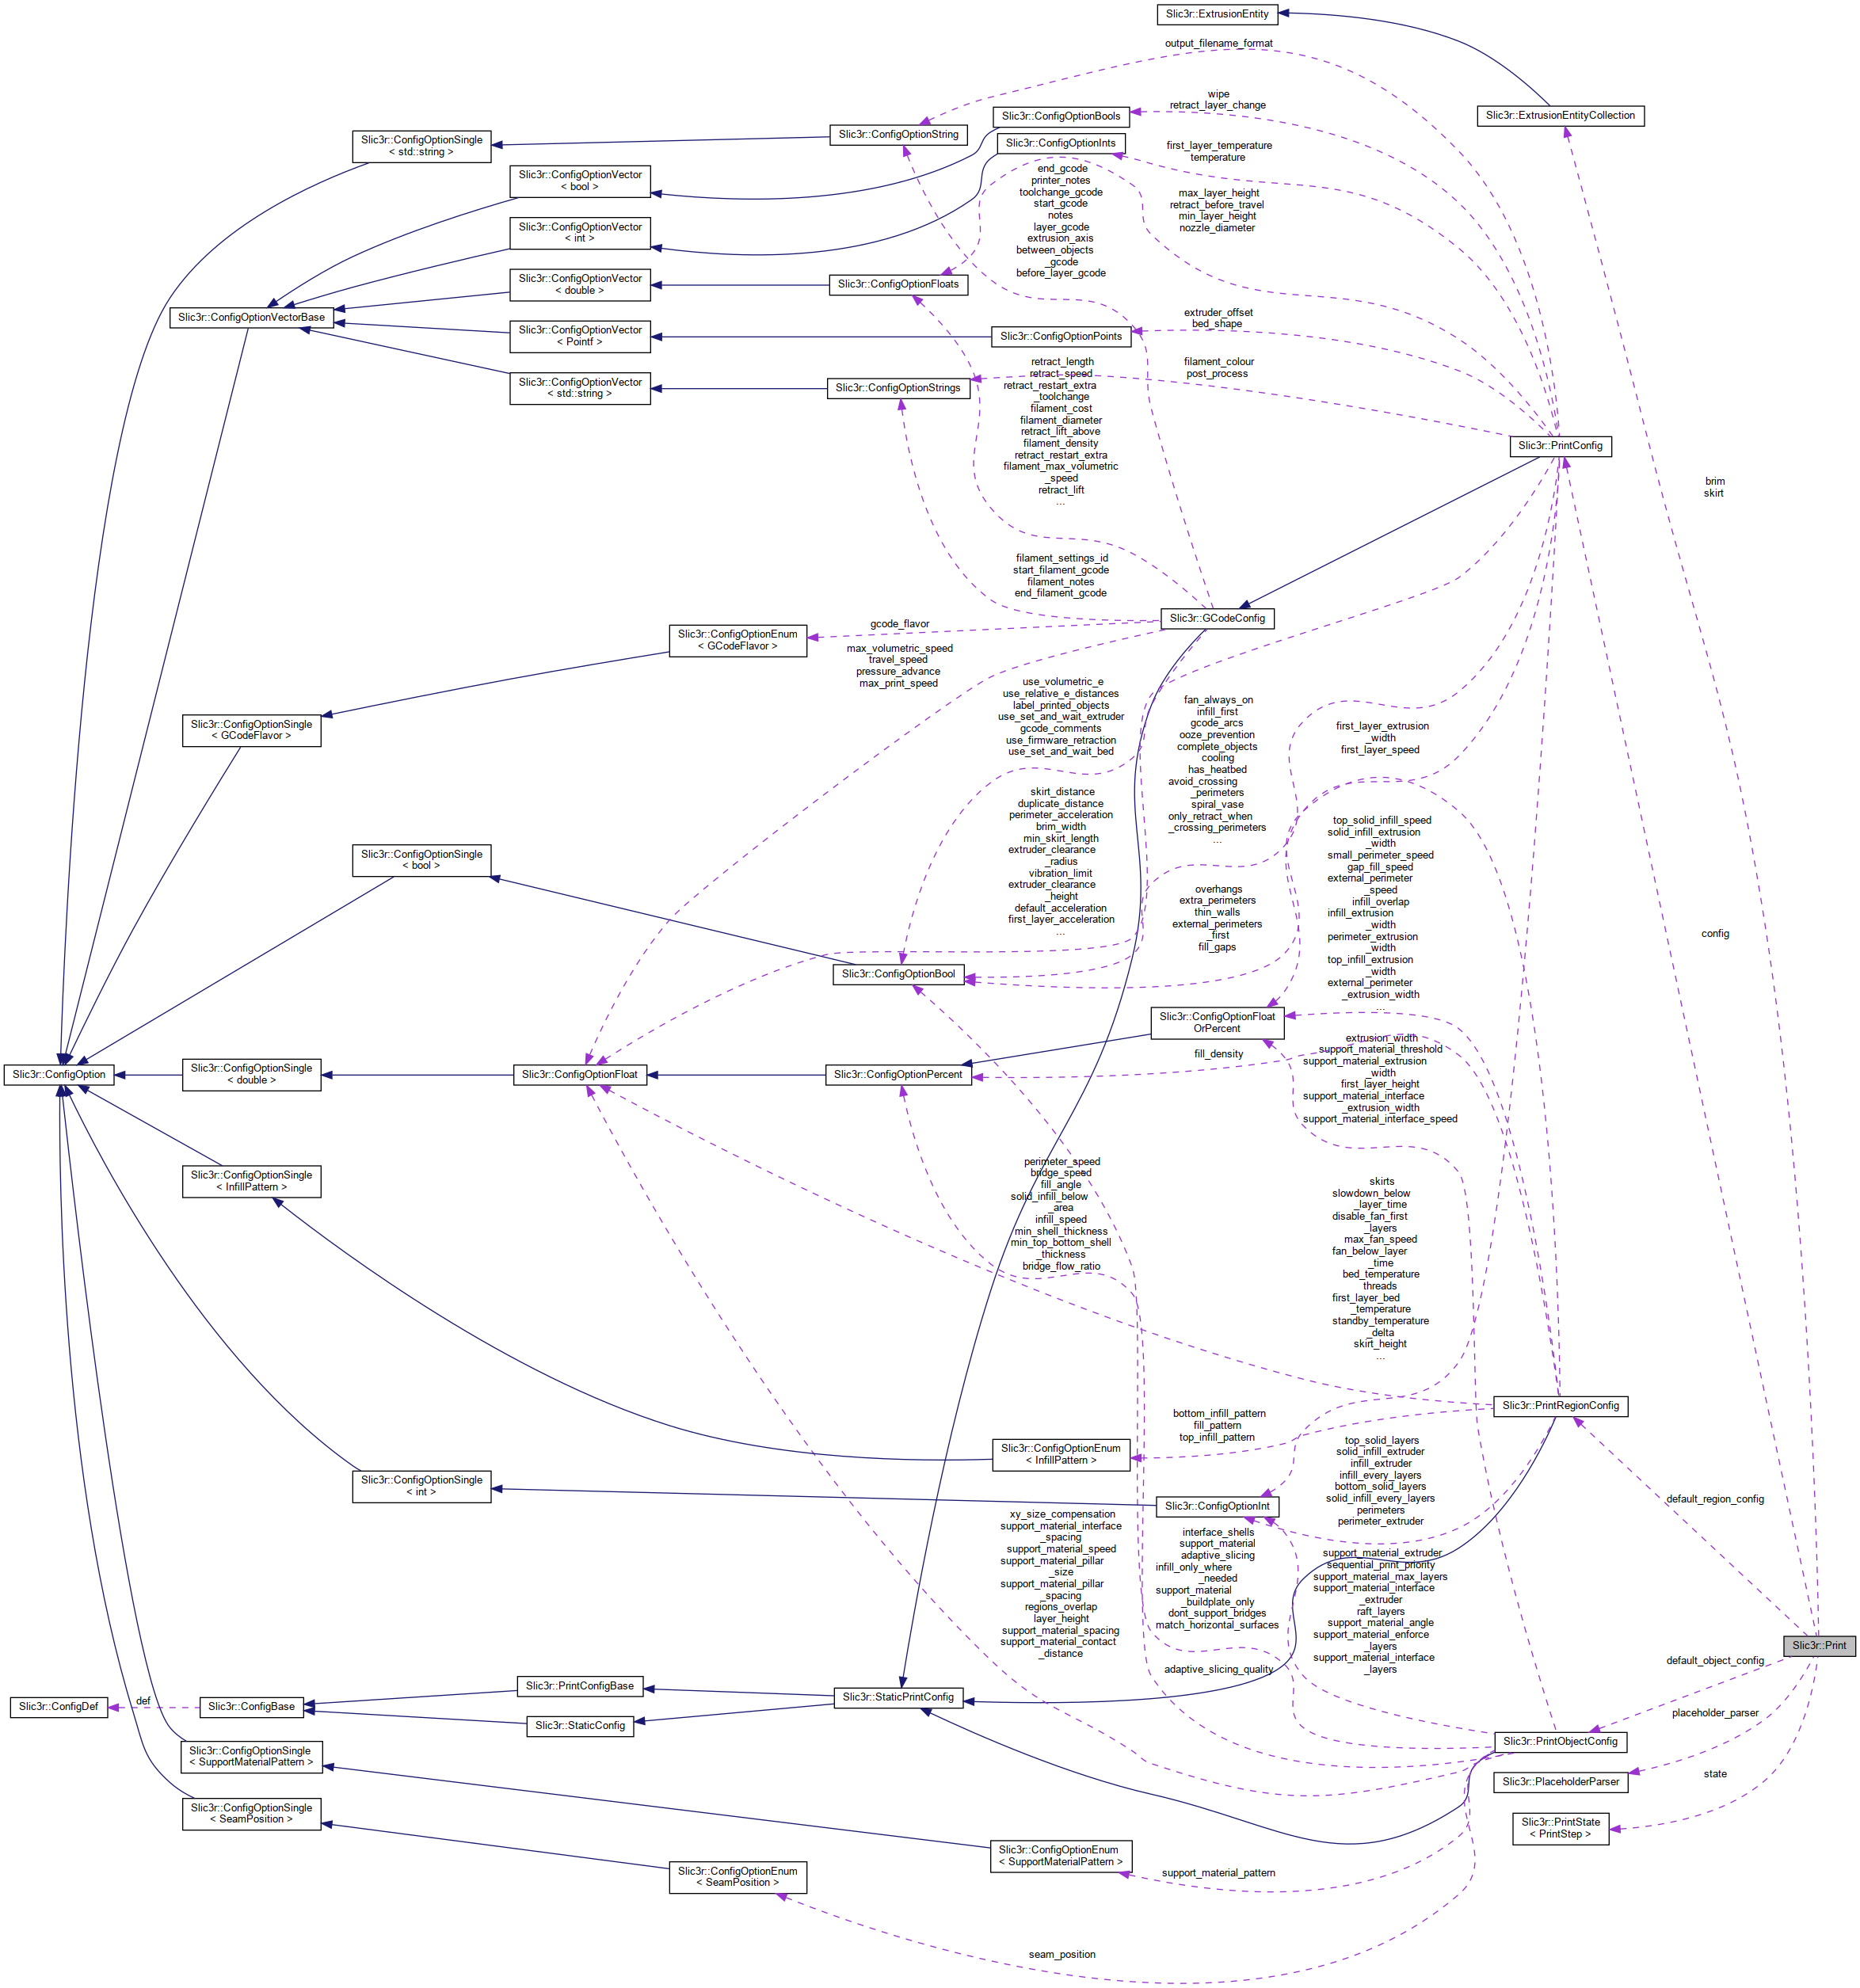 Slic3r::ExtrusionEntity
output_filename_format
wipe
retract_layer_change
Slic3r::ConfigOptionBools
Slic3r::ExtrusionEntityCollection
Slic3r::ConfigOptionSingle
< std::string >
Slic3r::ConfigOptionString
Slic3r::ConfigOptionInts
first_layer_temperature
temperature
Slic3r::ConfigOptionVector
< bool >
end_gcode
printer_notes
toolchange_gcode
start_gcode
notes
layer_gcode
extrusion_axis
between_objects
_gcode
before_layer_gcode
max_layer_height
retract_before_travel
min_layer_height
nozzle_diameter
Slic3r::ConfigOptionVector
< int >
Slic3r::ConfigOptionVector
< double >
Slic3r::ConfigOptionFloats
Slic3r::ConfigOptionVectorBase
extruder_offset
bed_shape
Slic3r::ConfigOptionVector
< Pointf >
Slic3r::ConfigOptionPoints
filament_colour
post_process
Slic3r::ConfigOptionVector
< std::string >
Slic3r::ConfigOptionStrings
retract_length
retract_speed
retract_restart_extra
_toolchange
filament_cost
filament_diameter
retract_lift_above
filament_density
retract_restart_extra
filament_max_volumetric
_speed
retract_lift
...
Slic3r::PrintConfig
brim
skirt
filament_settings_id
start_filament_gcode
filament_notes
end_filament_gcode
Slic3r::GCodeConfig
gcode_flavor
Slic3r::ConfigOptionEnum
< GCodeFlavor >
max_volumetric_speed
travel_speed
pressure_advance
max_print_speed
use_volumetric_e
use_relative_e_distances
label_printed_objects
use_set_and_wait_extruder
gcode_comments
use_firmware_retraction
use_set_and_wait_bed
Slic3r::ConfigOptionSingle
< GCodeFlavor >
fan_always_on
infill_first
gcode_arcs
ooze_prevention
complete_objects
cooling
has_heatbed
avoid_crossing
_perimeters
spiral_vase
only_retract_when
_crossing_perimeters
...
first_layer_extrusion
_width
first_layer_speed
skirt_distance
duplicate_distance
perimeter_acceleration
brim_width
min_skirt_length
extruder_clearance
_radius
vibration_limit
extruder_clearance
_height
default_acceleration
first_layer_acceleration
...
top_solid_infill_speed
solid_infill_extrusion
_width
small_perimeter_speed
gap_fill_speed
external_perimeter
_speed
infill_overlap
infill_extrusion
_width
perimeter_extrusion
_width
top_infill_extrusion
_width
external_perimeter
_extrusion_width
...
Slic3r::ConfigOptionSingle
< bool >
overhangs
extra_perimeters
thin_walls
external_perimeters
_first
fill_gaps
config
Slic3r::ConfigOptionBool
Slic3r::ConfigOptionFloat
OrPercent
extrusion_width
support_material_threshold
support_material_extrusion
_width
first_layer_height
support_material_interface
_extrusion_width
support_material_interface_speed
fill_density
Slic3r::ConfigOption
Slic3r::ConfigOptionSingle
< double >
Slic3r::ConfigOptionFloat
Slic3r::ConfigOptionPercent
Slic3r::ConfigOptionSingle
< InfillPattern >
perimeter_speed
bridge_speed
fill_angle
solid_infill_below
_area
infill_speed
min_shell_thickness
min_top_bottom_shell
_thickness
bridge_flow_ratio
skirts
slowdown_below
_layer_time
disable_fan_first
_layers
max_fan_speed
fan_below_layer
_time
bed_temperature
threads
first_layer_bed
_temperature
standby_temperature
_delta
skirt_height
...
Slic3r::PrintRegionConfig
bottom_infill_pattern
fill_pattern
top_infill_pattern
Slic3r::ConfigOptionEnum
< InfillPattern >
top_solid_layers
solid_infill_extruder
infill_extruder
infill_every_layers
bottom_solid_layers
solid_infill_every_layers
perimeters
perimeter_extruder
Slic3r::ConfigOptionSingle
< int >
Slic3r::ConfigOptionInt
default_region_config
xy_size_compensation
support_material_interface
_spacing
support_material_speed
support_material_pillar
_size
support_material_pillar
_spacing
regions_overlap
layer_height
support_material_spacing
support_material_contact
_distance
interface_shells
support_material
adaptive_slicing
infill_only_where
_needed
support_material
_buildplate_only
dont_support_bridges
match_horizontal_surfaces
support_material_extruder
sequential_print_priority
support_material_max_layers
support_material_interface
_extruder
raft_layers
support_material_angle
support_material_enforce
_layers
support_material_interface
_layers
Slic3r::Print
default_object_config
adaptive_slicing_quality
Slic3r::PrintConfigBase
Slic3r::StaticPrintConfig
Slic3r::ConfigDef
def
Slic3r::ConfigBase
Slic3r::StaticConfig
placeholder_parser
Slic3r::PrintObjectConfig
Slic3r::ConfigOptionSingle
< SupportMaterialPattern >
state
Slic3r::PlaceholderParser
Slic3r::ConfigOptionSingle
< SeamPosition >
Slic3r::PrintState
< PrintStep >
Slic3r::ConfigOptionEnum
< SupportMaterialPattern >
support_material_pattern
Slic3r::ConfigOptionEnum
< SeamPosition >
seam_position